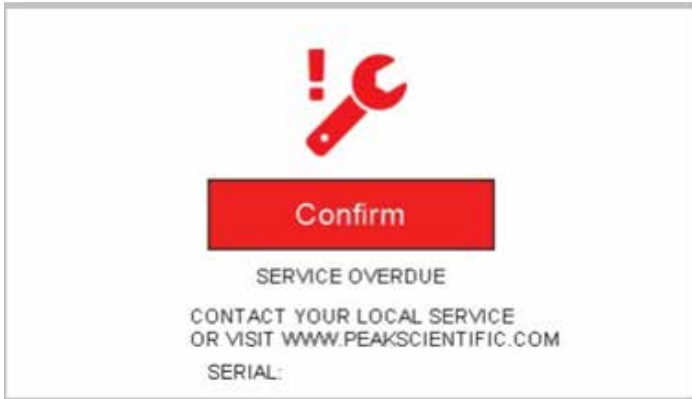 !
Confirm
SERVICE OVERDUE
CONTACT YOUR LOCAL SERVICE
OR VISIT WWW.PEAKSCIENTIFIC.COM
SERIAL: